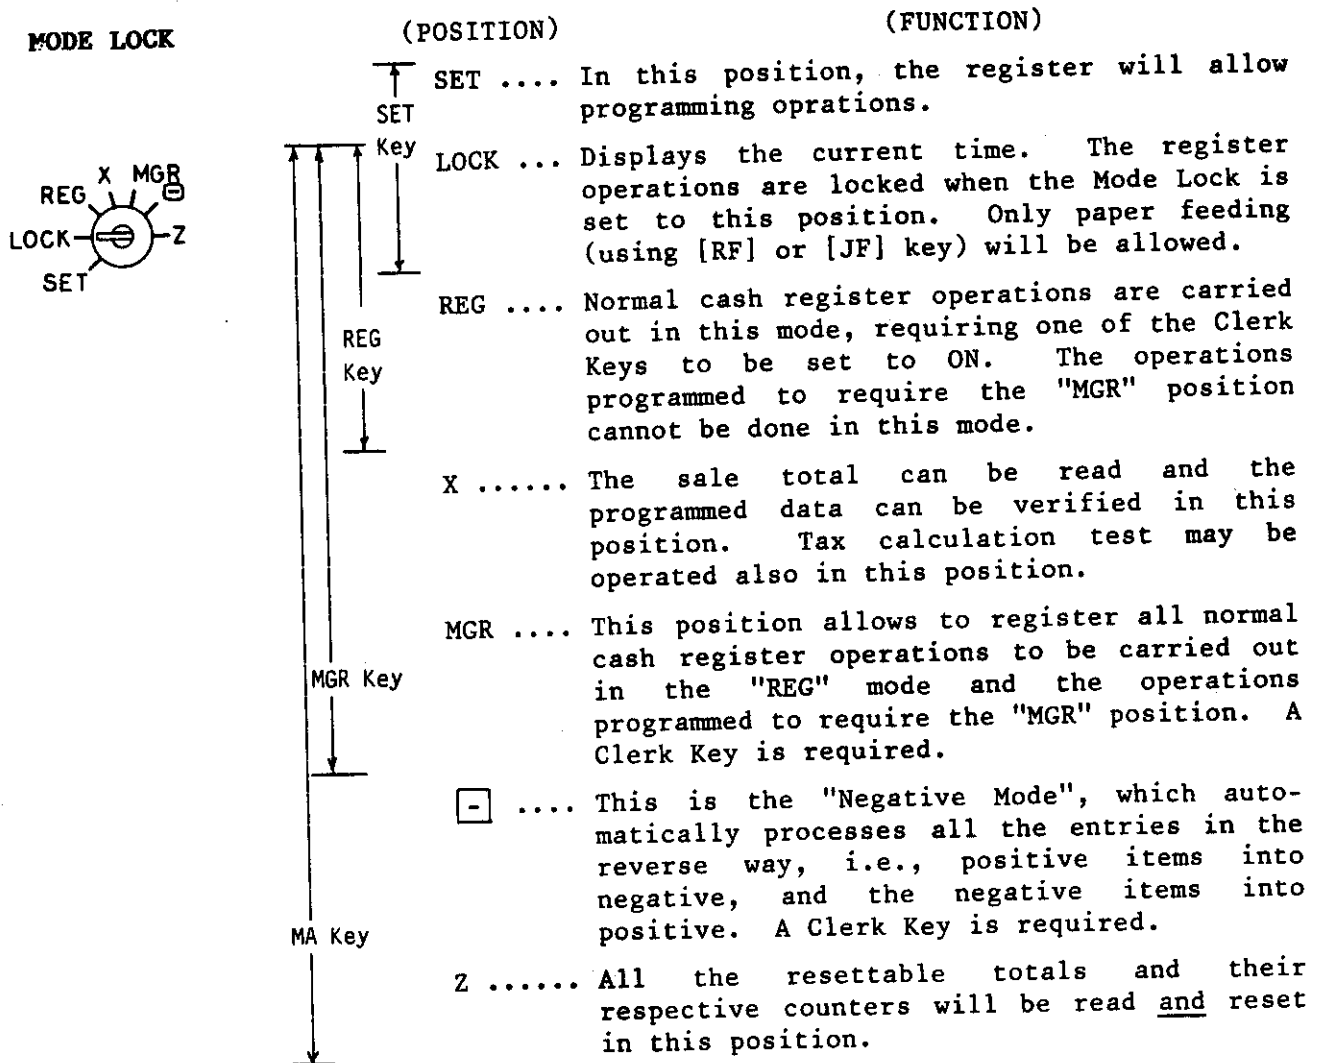 MODE LOCK
(POSITION) (FUNCTION)
X MGR
REG -
LOCK Z
SET
SET Key
REG Key
MGR Key
MA Key
SET .... In this position, the register will allow
programming oprations.
LOCK ... Displays the current time. The register
operations are locked when the Mode Lock is
set to this position. Only paper feeding
(using [RF] or [JF] key) will be allowed.
REG .... Normal cash register operations are carried
out in this mode, requiring one of the Clerk
Keys to be set to ON. The operations
programmed to require the "MGR" position
cannot be done in this mode.
X ...... The sale total can be read and the
programmed data can be verified in this
position. Tax calculation test may be
operated also in this position.
MGR .... This position allows to register all normal
cash register operations to be carried out
in the "REG" mode and the operations
programmed to require the "MGR" position. A
Clerk Key is required.
- .... This is the "Negative Mode", which auto-
matically processes all the entries in the
reverse way, i.e., positive items into
negative, and the negative items into
positive. A Clerk Key is required.
Z ...... All the resettable totals and their
respective counters will be read and reset
in this position.